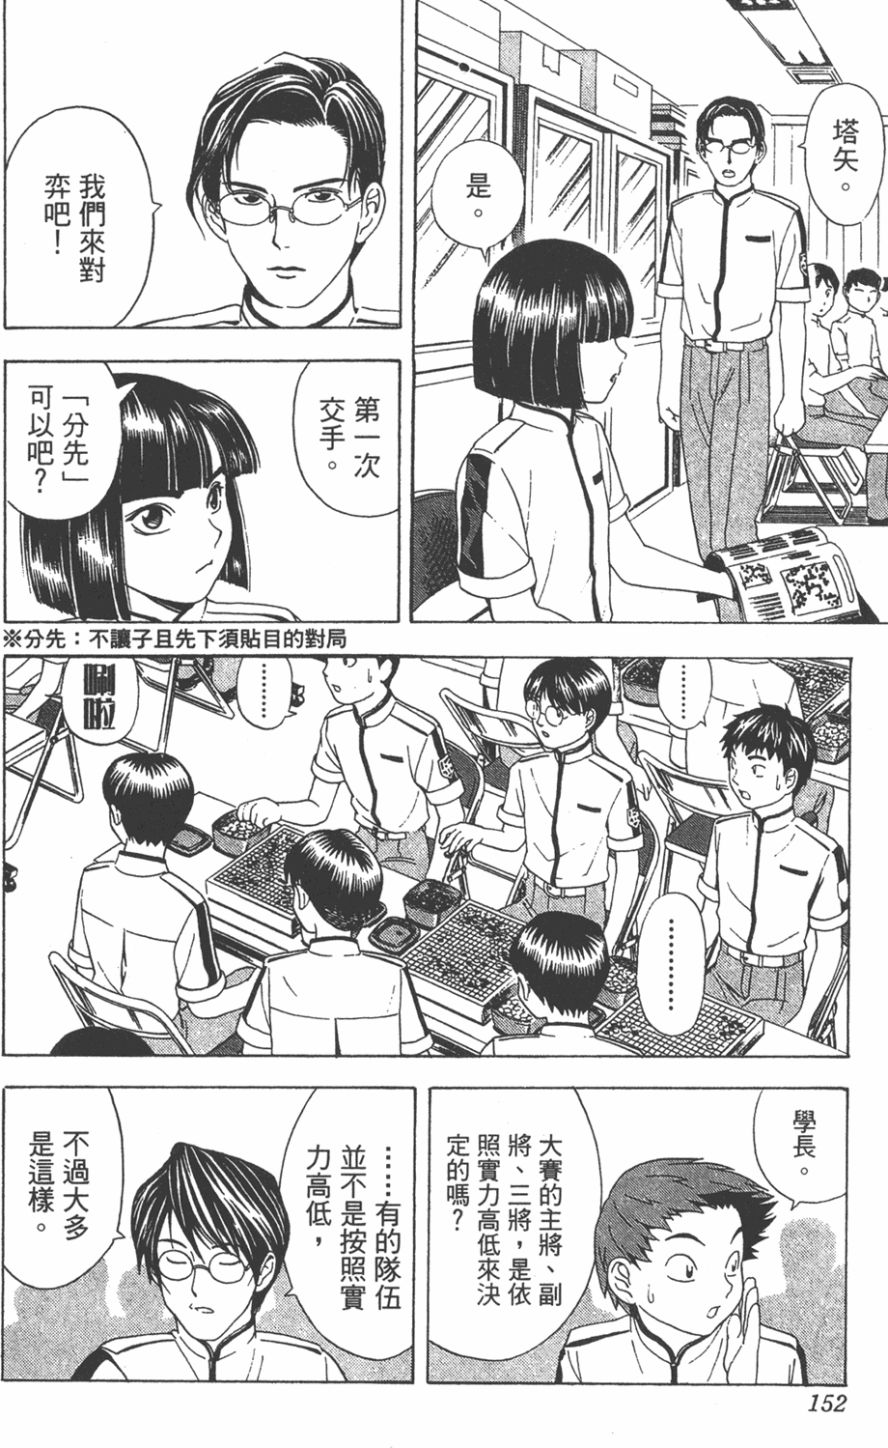 塔矢。
是。
我們來對
弈吧！
第一次
交手。
「分先」
可以吧？
※分先：不讓子且先下須貼目的對局
………
………
唰啦
………
學長。
大賽的主將、副
將、三將，是依
照實力高低來決
定的嗎？
……有的隊伍
並不是按照實
力高低，
不過大多
是這樣。
152